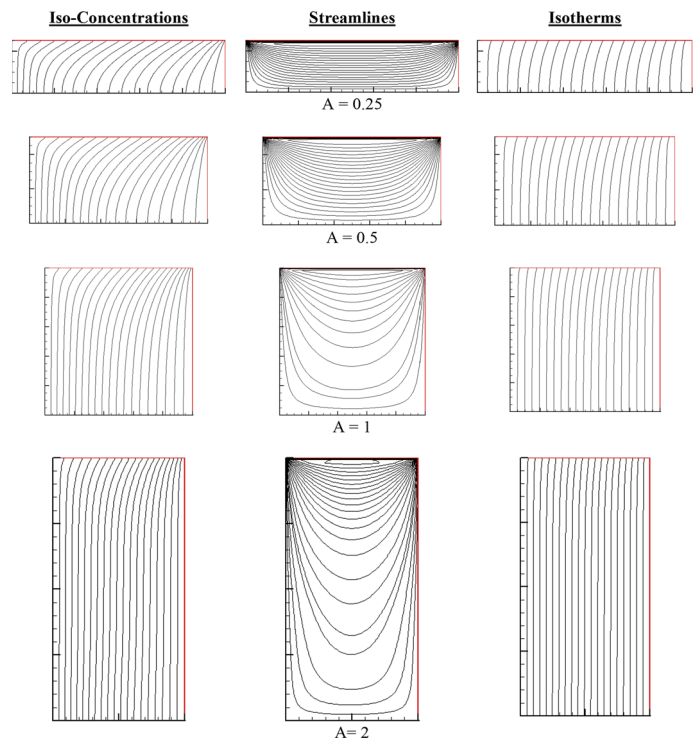 Iso-Concentrations Streamlines Isotherms
A = 0.25
A = 0.5
A = 1
A= 2